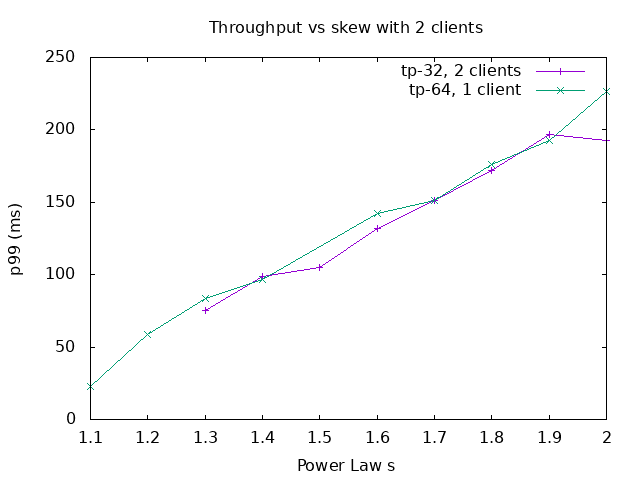 Throughput vs skew with 2 clients
tp-32, 2 clients
tp-64, 1 client
p99 (ms)
250
200
150
100
50
0
1.1 1.2 1.3 1.4 1.5 1.6 1.7 1.8 1.9 2
Power Law s